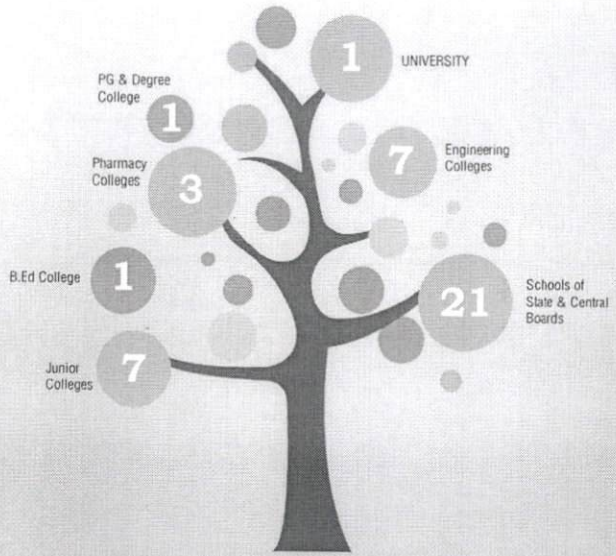 1
UNIVERSITY
PG & Degree
College
1
7
Engineering
Colleges
Pharmacy
Colleges
3
B.Ed College
1
21
Schools of
State & Central
Boards
Junior
Colleges
7